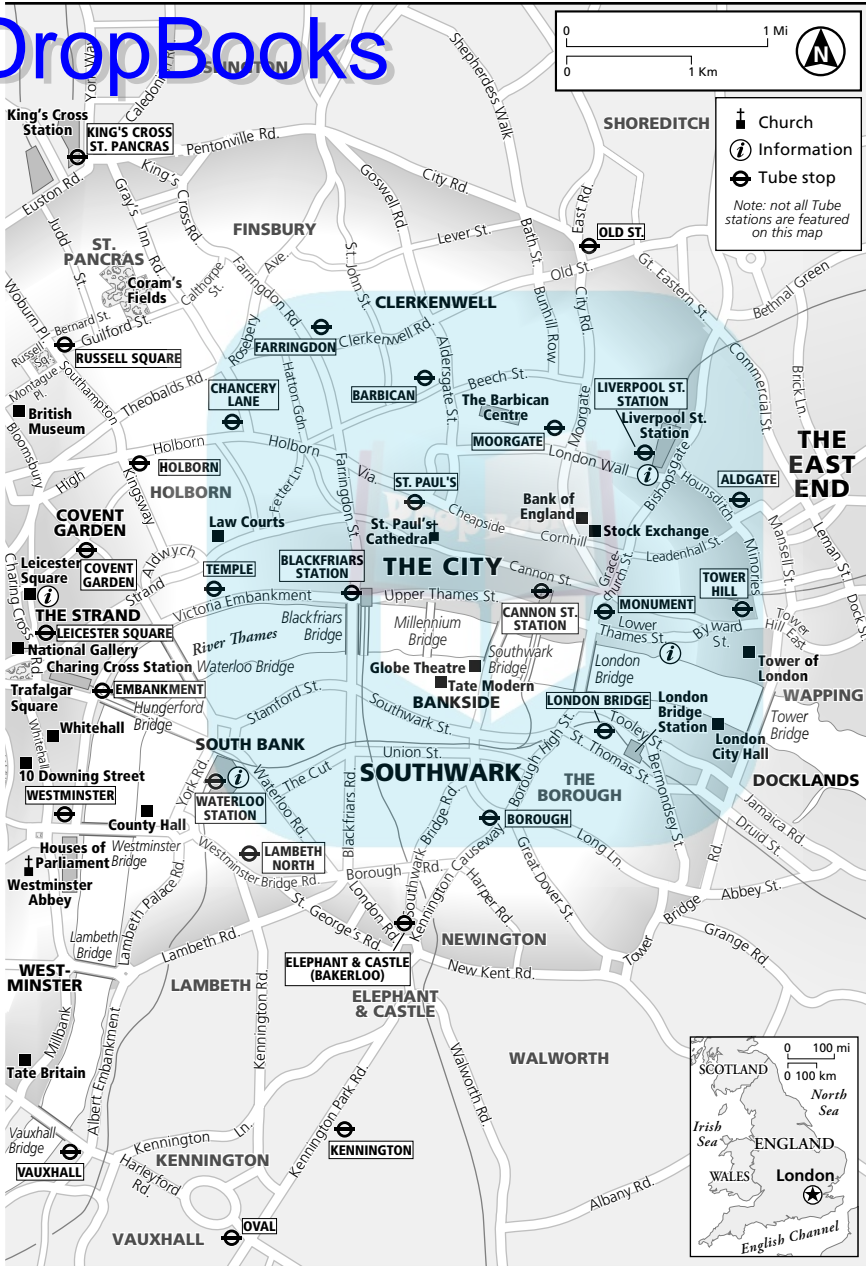 DropBooks
ISLINGTON
York Way
Shepherdess Walk
0 1 Mi
0 1 Km
N
King's Cross
Station
KING'S CROSS
ST. PANCRAS
Pentonville Rd.
SHOREDITCH
Church
Information
Tube stop
Note: not all Tube
stations are featured
on this map
Euston Rd.
King's Cross Rd.
Gray's Inn Rd.
Judd St.
Goswell Rd.
City Rd.
East Rd.
OLD ST.
FINSBURY
Lever St.
Bath St.
Old St.
Gt. Eastern St.
Bethnal Green
ST.
PANCRAS
Coram's
Fields
Calthorpe
St.
Ave.
Rosebery
Farringdon Rd.
St. John St.
CLERKENWELL
Bunhill Row
City Rd.
Woburn Pl.
Bernard St.
Guilford St.
Russell
Sq.
RUSSELL SQUARE
FARRINGDON
Clerkenwell Rd.
Aldersgate St.
Commercial St.
Brick Ln.
Montague
Pl.
Southampton
Theobalds Rd.
Hatton Gdn.
CHANCERY
LANE
BARBICAN
Beech St.
The Barbican
Centre
Moorgate
MOORGATE
LIVERPOOL ST.
STATION
Liverpool St.
Station
British
Museum
Bloomsbury
High
Holborn
HOLBORN
Holborn
Via.
London Wall
Bishopsgate
Houndsditch
ALDGATE
THE
EAST
END
Kingsway
HOLBORN
Fetter Ln.
Farringdon St.
ST. PAUL'S
St. Paul's
Cathedral
Cheapside
Bank of
England
Stock Exchange
Cornhill
Leadenhall St.
Minories
Mansell St.
Leman St.
Dock St.
COVENT
GARDEN
COVENT
GARDEN
Law Courts
Aldwych
Strand
TEMPLE
BLACKFRIARS
STATION
THE CITY
Cannon St.
Grace-
church St.
TOWER
HILL
Charing Cross Rd.
Leicester
Square
THE STRAND
LEICESTER SQUARE
Victoria Embankment
Upper Thames St.
CANNON ST.
STATION
MONUMENT
Lower
Thames St.
Byward
St.
Tower
Hill East
National Gallery
Charing Cross Station
River Thames
Waterloo Bridge
Blackfriars
Bridge
Millennium
Bridge
Southwark
Bridge
London
Bridge
Tower of
London
Globe Theatre
Tate Modern
BANKSIDE
WAPPING
Trafalgar
Square
EMBANKMENT
Hungerford
Bridge
Stamford St.
Southwark St.
LONDON BRIDGE
London
Bridge
Station
Tower
Bridge
Whitehall
Whitehall
SOUTH BANK
Union St.
Tooley St.
St. Thomas St.
London
City Hall
10 Downing Street
York Rd.
The Cut
SOUTHWARK
Borough High St.
THE
BOROUGH
Bermondsey St.
DOCKLANDS
WESTMINSTER
WATERLOO
STATION
Waterloo Rd.
Blackfriars Rd.
Southwark Bridge Rd.
BOROUGH
Jamaica Rd.
Druid St.
County Hall
Houses of
Parliament
Westminster
Bridge
LAMBETH
NORTH
Long Ln.
Westminster
Abbey
Westminster Bridge Rd.
Borough Rd.
Causeway
Kennington
Harper Rd.
Great Dover St.
Tower Bridge Rd.
Abbey St.
Lambeth Palace Rd.
St. George's Rd.
London Rd.
Lambeth
Bridge
Lambeth Rd.
NEWINGTON
Grange Rd.
WEST-
MINSTER
ELEPHANT & CASTLE
(BAKERLOO)
New Kent Rd.
LAMBETH
ELEPHANT
& CASTLE
Millbank
Albert Embankment
Kennington Rd.
Walworth Rd.
WALWORTH
Tate Britain
Kennington Park Rd.
Vauxhall
Bridge
VAUXHALL
Kennington Ln.
KENNINGTON
KENNINGTON
Harleyford
Rd.
Albany Rd.
VAUXHALL
OVAL
0 100 mi
0 100 km
SCOTLAND
North
Sea
Irish
Sea
ENGLAND
WALES
London
English Channel